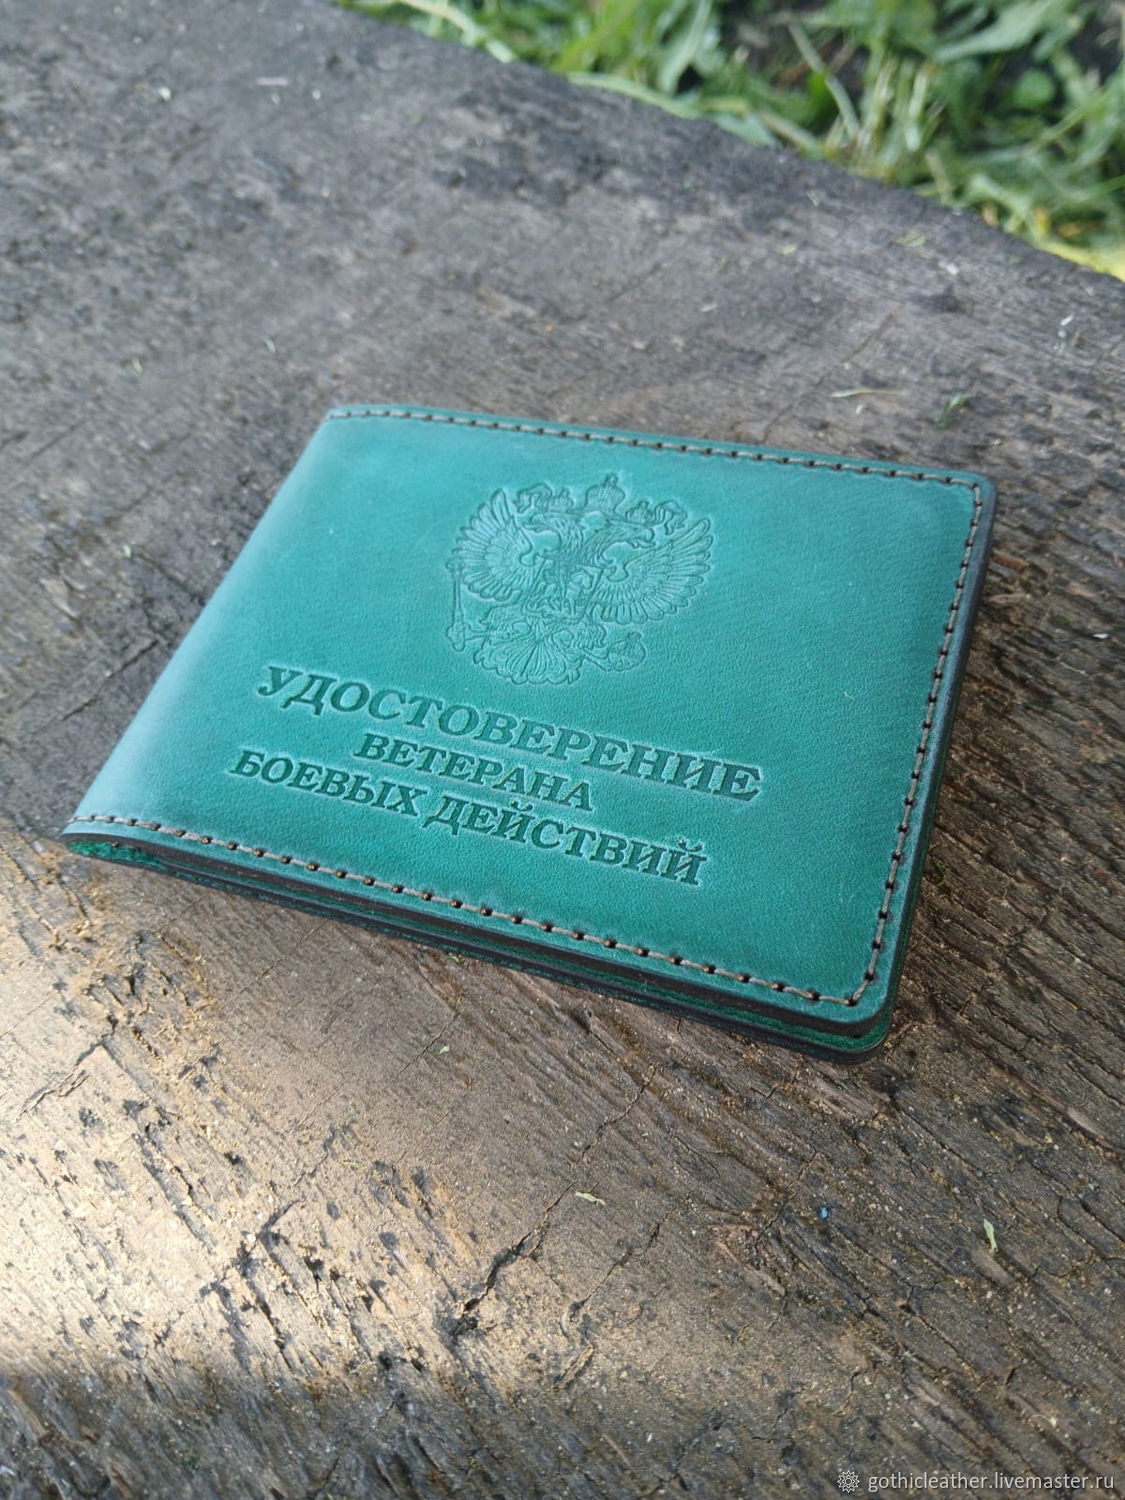 УДОСТОВЕРЕНИЕ
ВЕТЕРАНА
БОЕВЫХ ДЕЙСТВИЙ
gothicleather.livemaster.ru